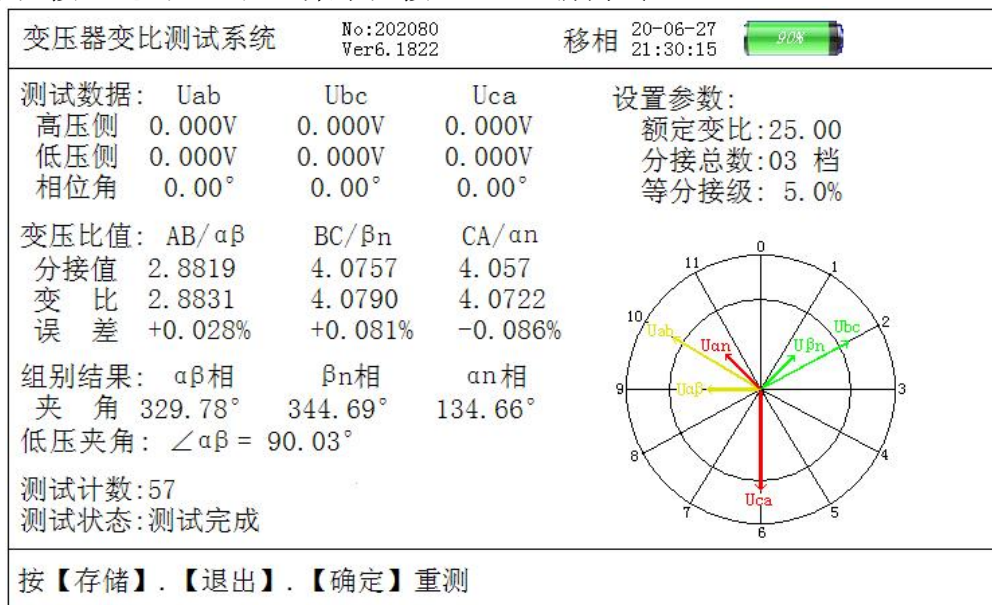 变压器变比测试系统 No:202080 移相 20-06-27 90%
Ver6.1822 21:30:15
测试数据: Uab Ubc Uca 设置参数:
高压侧 0.000V 0.000V 0.000V 额定变比:25.00
低压侧 0.000V 0.000V 0.000V 分接总数:03 档
相位角 0.00° 0.00° 0.00° 等分接级: 5.0%
变压比值: AB/αβ BC/βn CA/αn
分接值 2.8819 4.0757 4.057
变 比 2.8831 4.0790 4.0722
误 差 +0.028% +0.081% -0.086%
组别结果: αβ相 βn相 αn相
夹 角 329.78° 344.69° 134.66°
低压夹角: ∠αβ = 90.03°
测试计数:57
测试状态:测试完成
0
11 1
10 2
Uab Ubc
Uαn Uβn
9 Uαβ 3
8 4
Uca
7 5
6
按【存储】.【退出】.【确定】重测